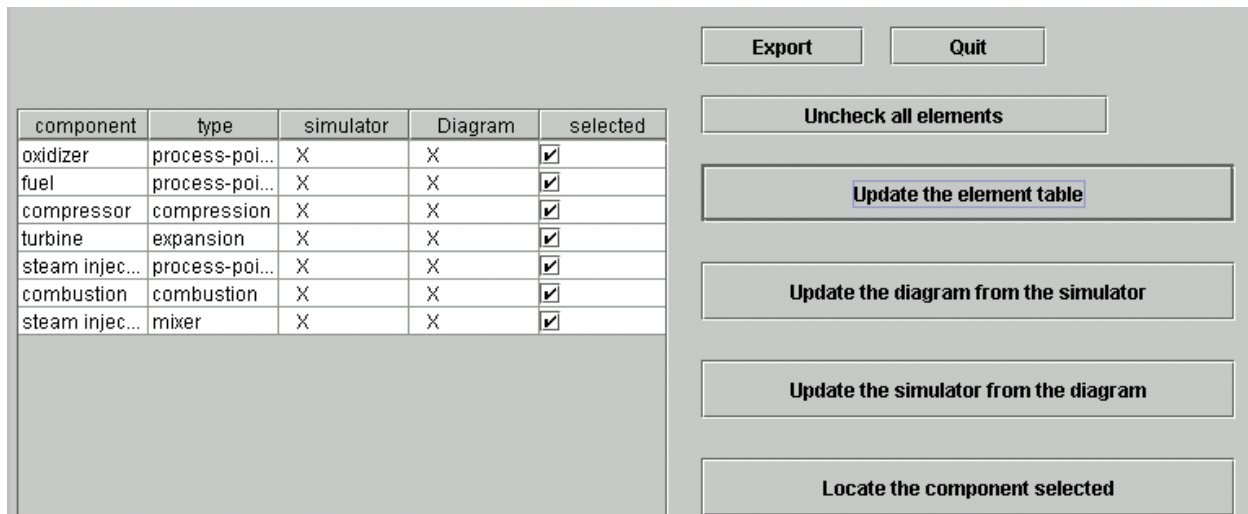 Export Quit
Uncheck all elements
component type simulator Diagram selected
oxidizer process-poi... X X
fuel process-poi... X X
compressor compression X X
turbine expansion X X
steam injec... process-poi... X X
combustion combustion X X
steam injec... mixer X X
Update the element table
Update the diagram from the simulator
Update the simulator from the diagram
Locate the component selected